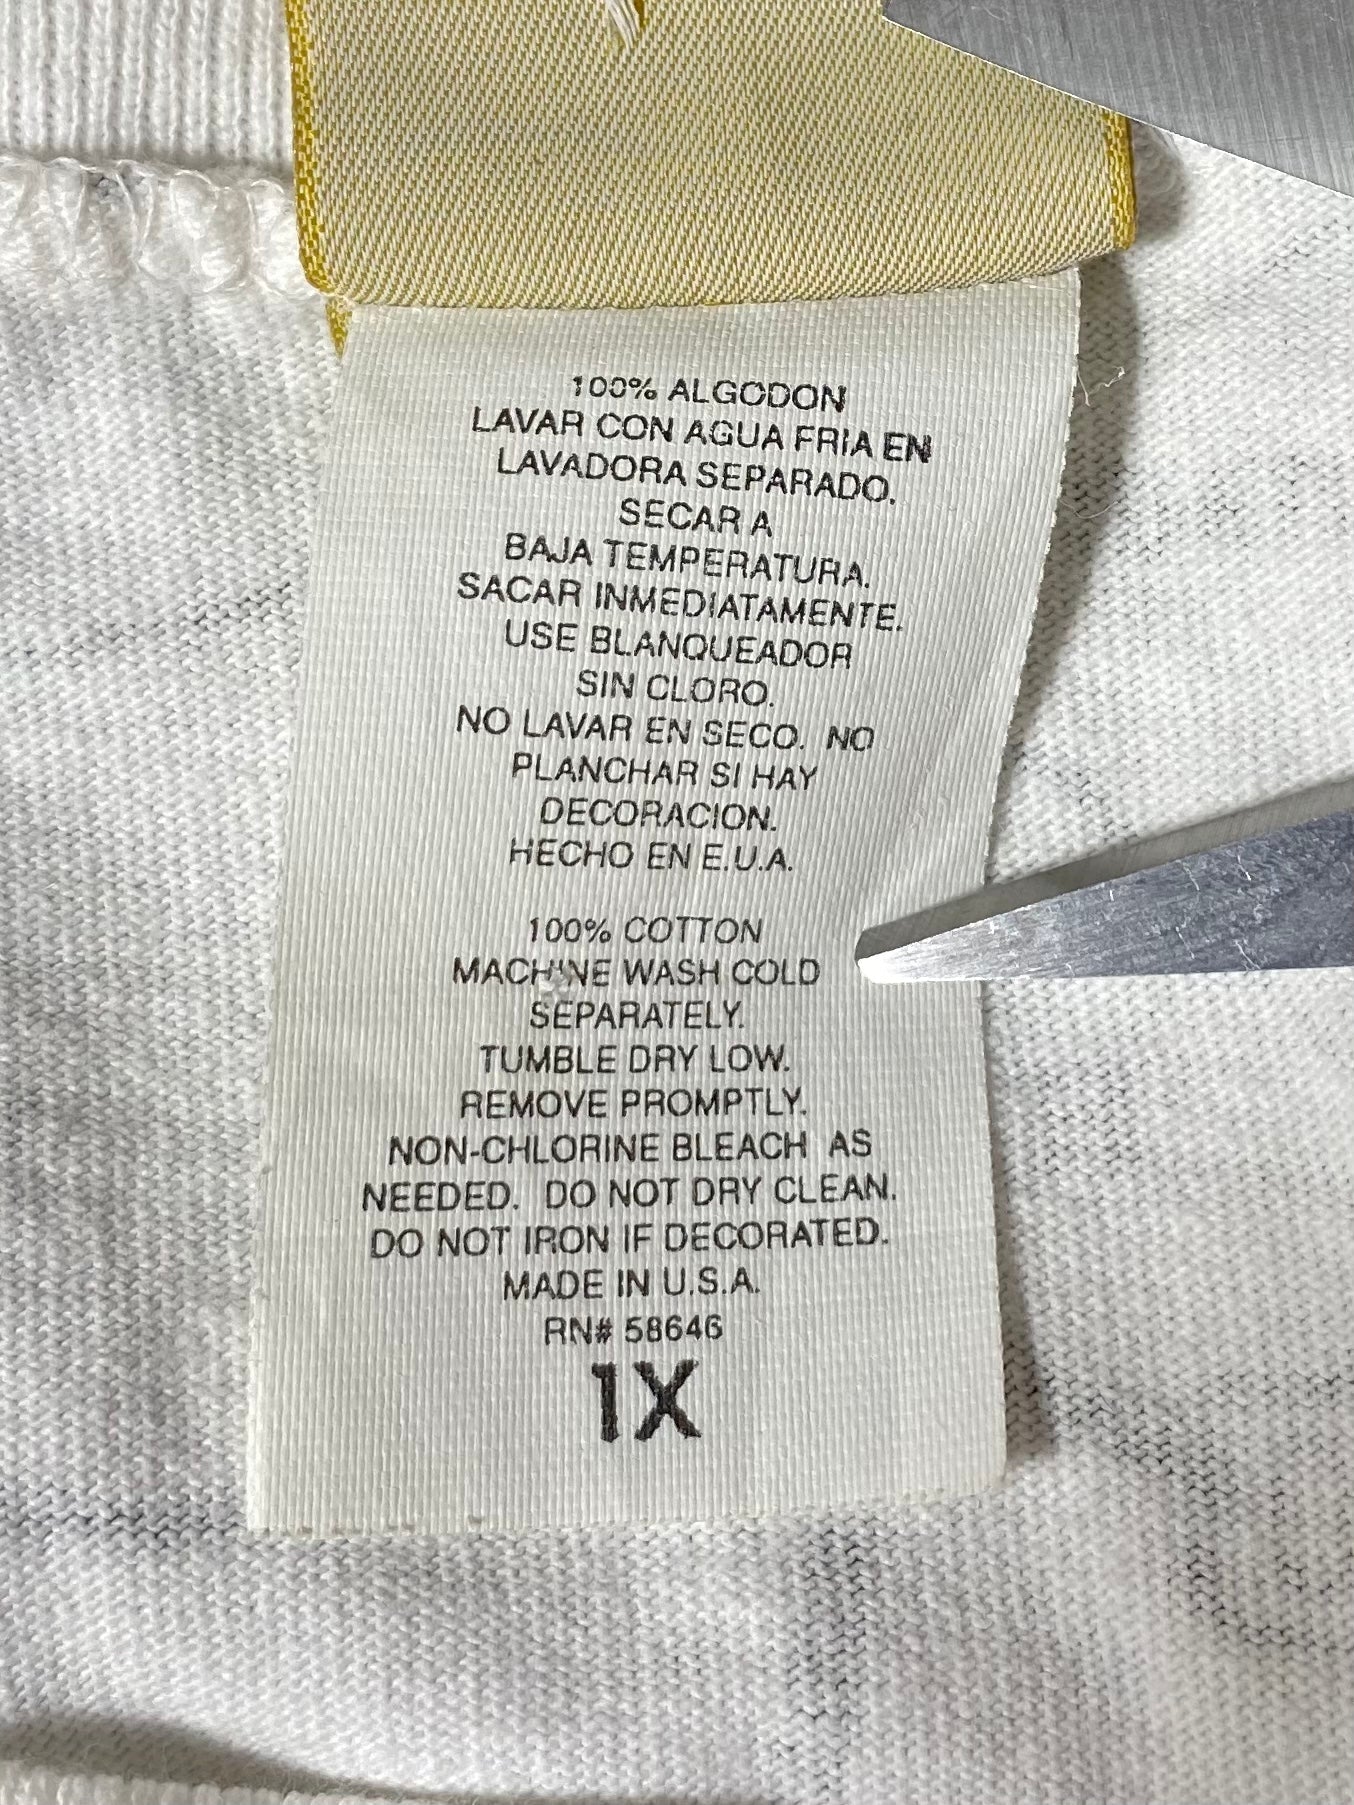 100% ALGODON
LAVAR CON AGUA FRIA EN
LAVADORA SEPARADO.
SECAR A
BAJA TEMPERATURA.
SACAR INMEDIATAMENTE.
USE BLANQUEADOR
SIN CLORO.
NO LAVAR EN SECO. NO
PLANCHAR SI HAY
DECORACION.
HECHO EN E.U.A.
100% COTTON
MACHINE WASH COLD
SEPARATELY.
TUMBLE DRY LOW.
REMOVE PROMPTLY.
NON-CHLORINE BLEACH AS
NEEDED. DO NOT DRY CLEAN.
DO NOT IRON IF DECORATED.
MADE IN U.S.A.
RN# 58646
1X